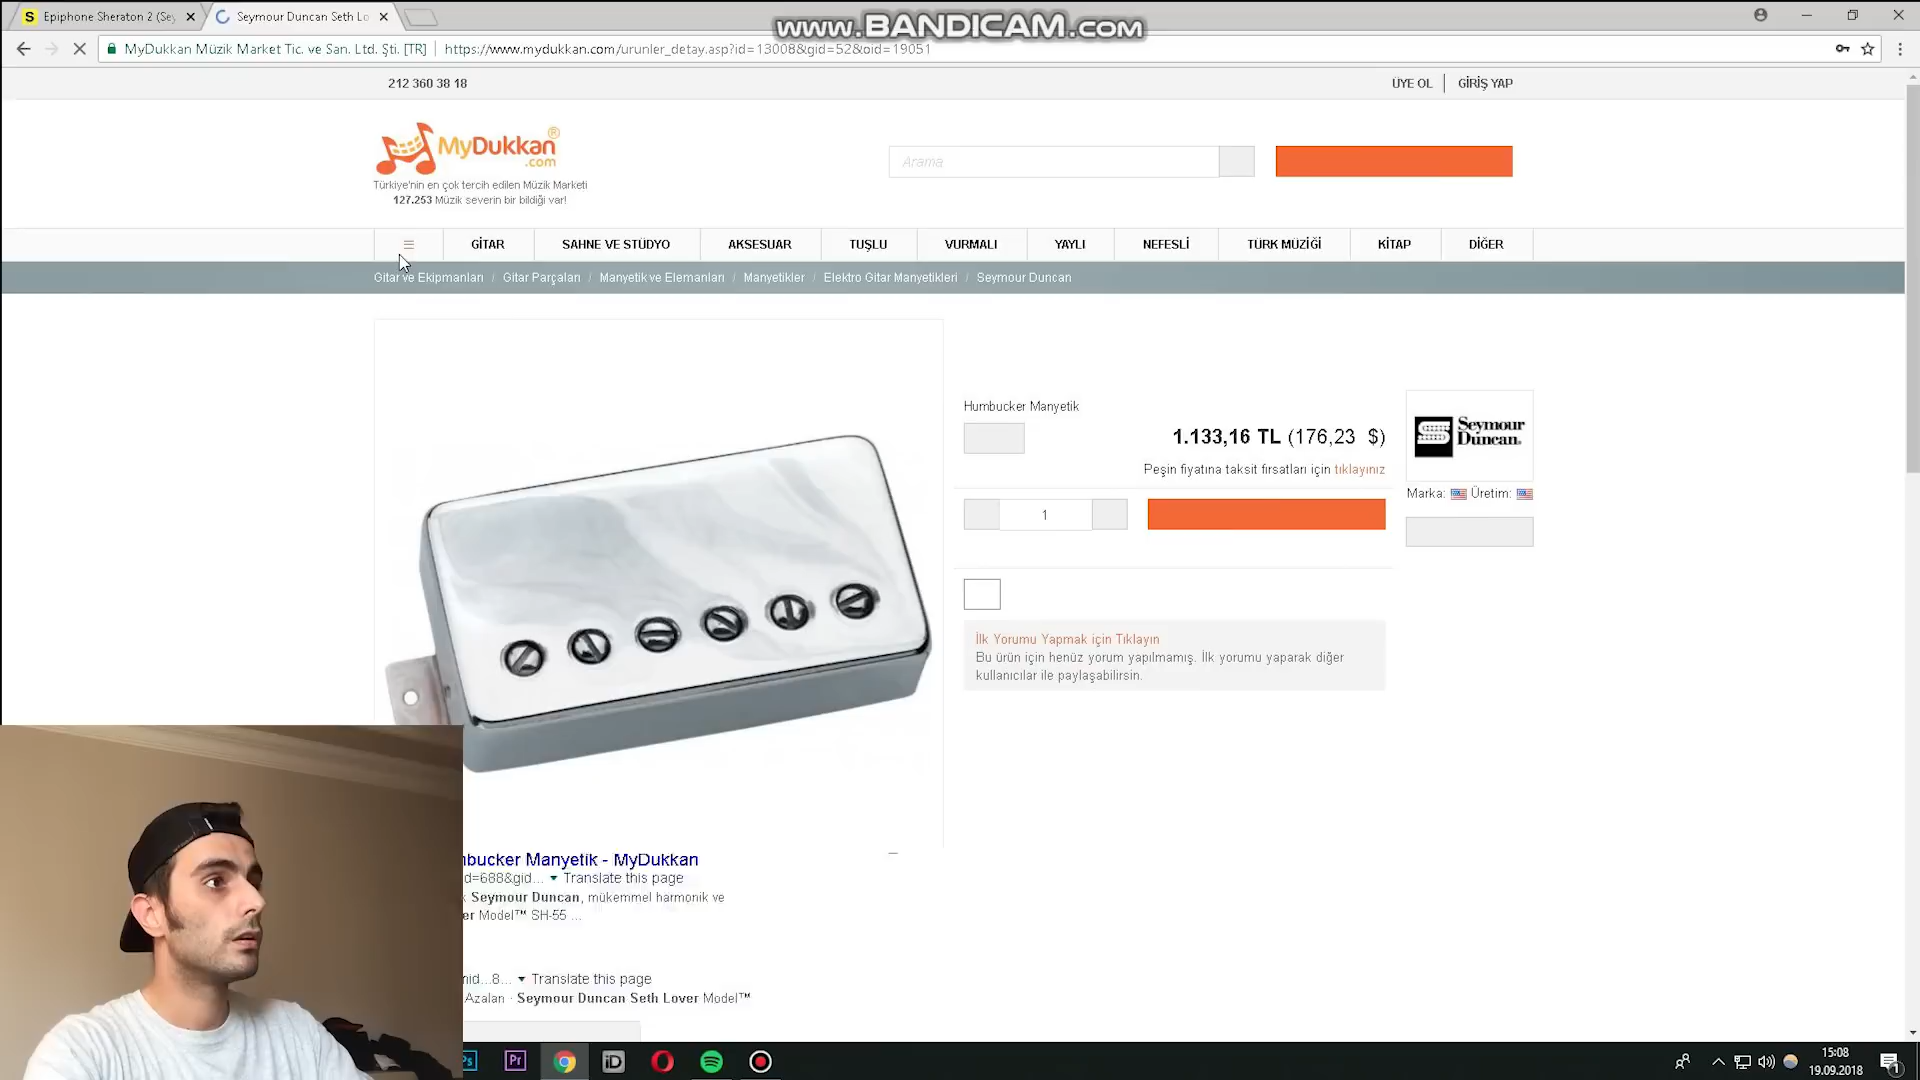 Epiphone Sheraton 2 (Sey
Seymour Duncan Seth Lo
www.BANDICAM.com
MyDukkan Müzik Market Tic. ve San. Ltd. Şti. [TR]
https://www.mydukkan.com/urunler_detay.asp?id=13008&gid=52&oid=19051
212 360 38 18
ÜYE OL
GİRİŞ YAP
MyDukkan®
.com
Türkiye'nin en çok tercih edilen Müzik Marketi
127.253 Müzik severin bir bildiği var!
Arama
GİTAR
SAHNE VE STÜDYO
AKSESUAR
TUŞLU
VURMALI
YAYLI
NEFESLİ
TÜRK MÜZİĞİ
KİTAP
DİĞER
Gitar ve Ekipmanları / Gitar Parçaları / Manyetik ve Elemanları / Manyetikler / Elektro Gitar Manyetikleri / Seymour Duncan
Humbucker Manyetik
1.133,16 TL (176,23 $)
Peşin fiyatına taksit fırsatları için tıklayınız
Seymour
Duncan.
Marka: Üretim:
1
İlk Yorumu Yapmak için Tıklayın
Bu ürün için henüz yorum yapılmamış. İlk yorumu yaparak diğer
kullanıcılar ile paylaşabilirsin.
bucker Manyetik - MyDukkan
d=688&gid... Translate this page
k Seymour Duncan, mükemmel harmonik ve
er Model™ SH-55 ...
mid...8... Translate this page
Azalan · Seymour Duncan Seth Lover Model™
Ps
Pr
iD
15:08
19.09.2018
1